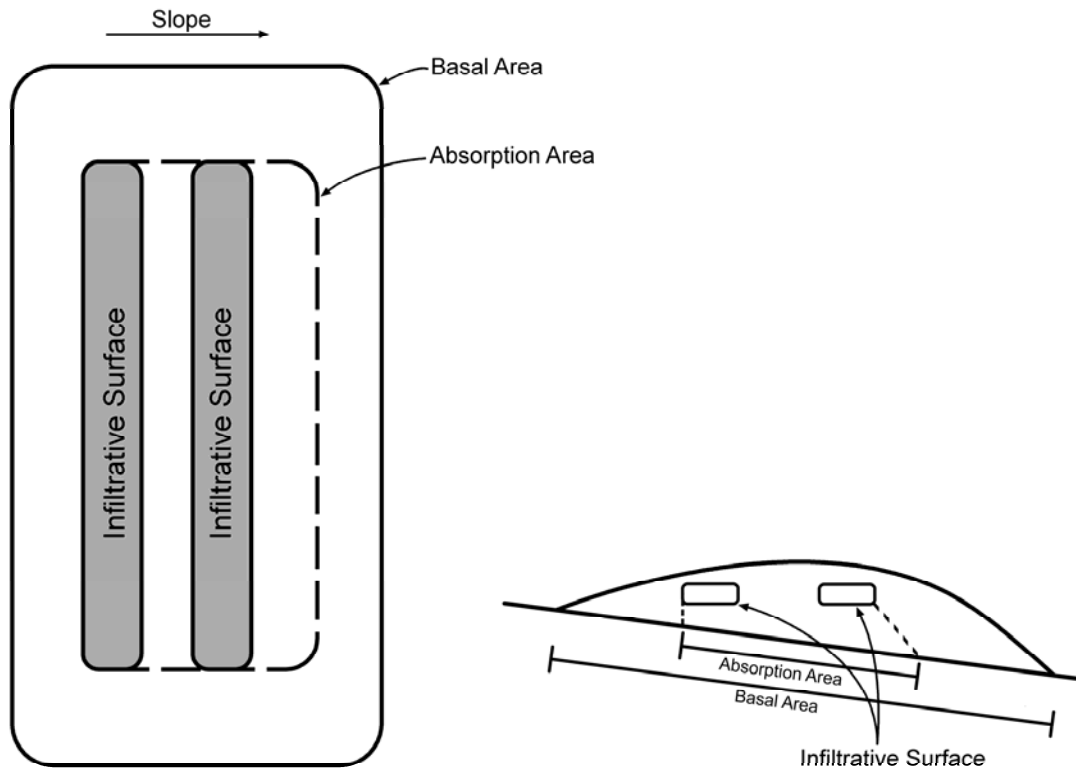 Slope
Basal Area
Absorption Area
Infiltrative Surface
Infiltrative Surface
Absorption Area
Basal Area
Infiltrative Surface